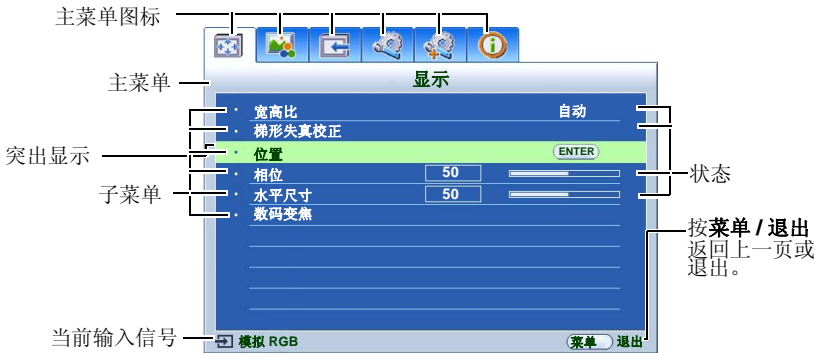 主菜单图标
主菜单
显示
宽高比 自动
梯形失真校正
突出显示
位置 ENTER
相位 50
状态
子菜单
水平尺寸 50
数码变焦
按菜单 / 退出
返回上一页或
退出。
当前输入信号
模拟 RGB
菜单 退出